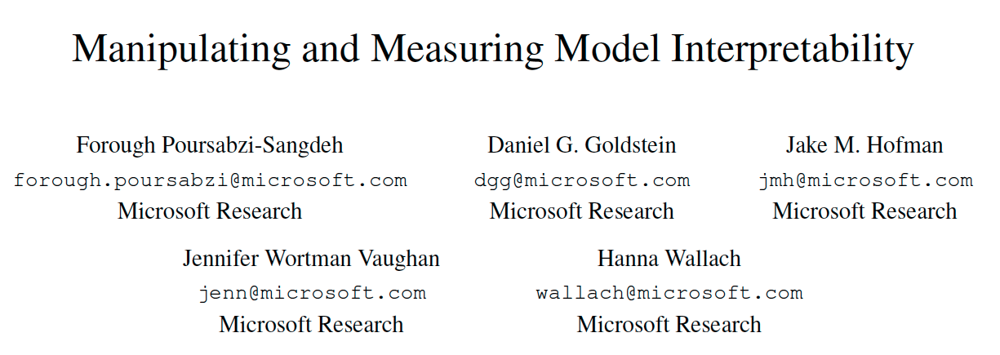 Manipulating and Measuring Model Interpretability
Forough Poursabzi-Sangdeh Daniel G. Goldstein Jake M. Hofman
forough.poursabzi@microsoft.com dgg@microsoft.com jmh@microsoft.com
Microsoft Research Microsoft Research Microsoft Research
Jennifer Wortman Vaughan Hanna Wallach
jenn@microsoft.com wallach@microsoft.com
Microsoft Research Microsoft Research